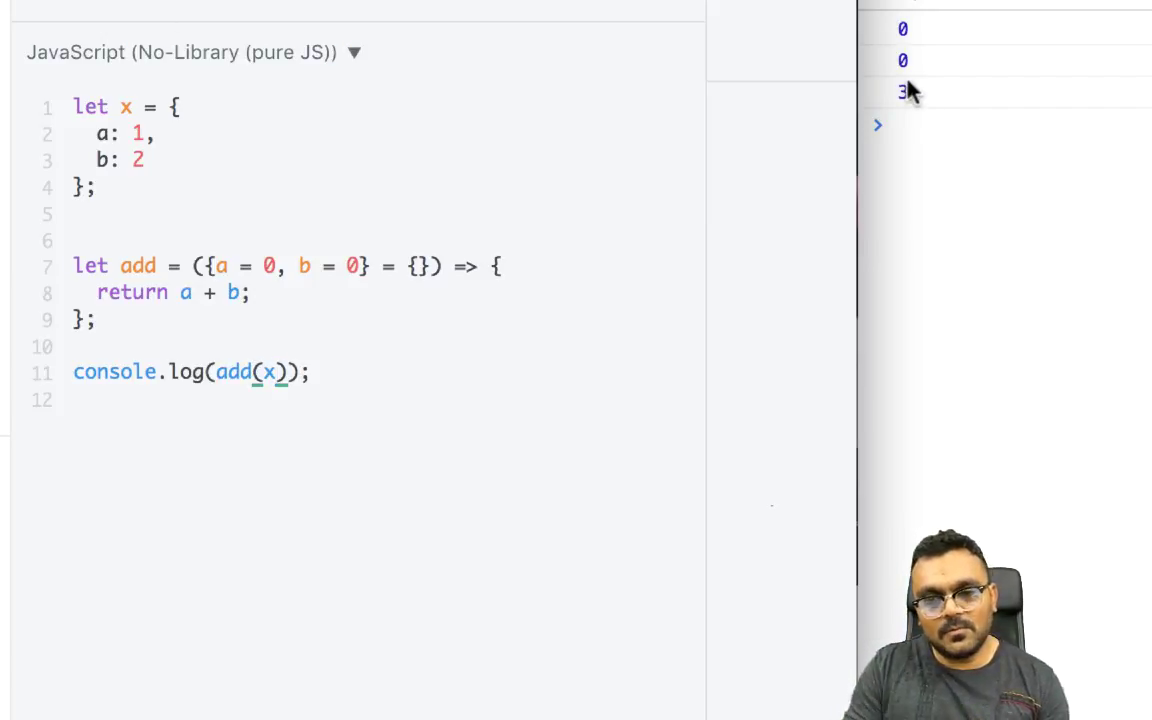 JavaScript (No-Library (pure JS)) ▼
1 let x = {
2 a: 1,
3 b: 2
4 };
5
6
7 let add = ({a = 0, b = 0} = {}) => {
8 return a + b;
9 };
10
11 console.log(add(x));
12
0
0
3
>